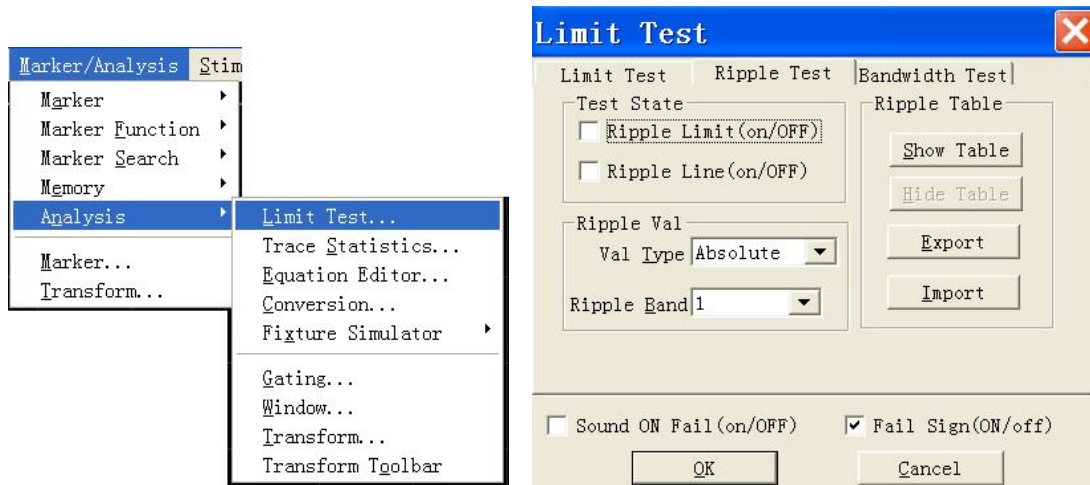 Marker/Analysis Stim
Marker
Marker Function
Marker Search
Memory
Analysis
Marker...
Transform...
Limit Test...
Trace Statistics...
Equation Editor...
Conversion...
Fixture Simulator
Gating...
Window...
Transform...
Transform Toolbar
Limit Test
Limit Test Ripple Test Bandwidth Test
Test State
Ripple Limit(on/OFF)
Ripple Line(on/OFF)
Ripple Val
Val Type Absolute
Ripple Band 1
Ripple Table
Show Table
Hide Table
Export
Import
Sound ON Fail(on/OFF) Fail Sign(ON/off)
OK Cancel